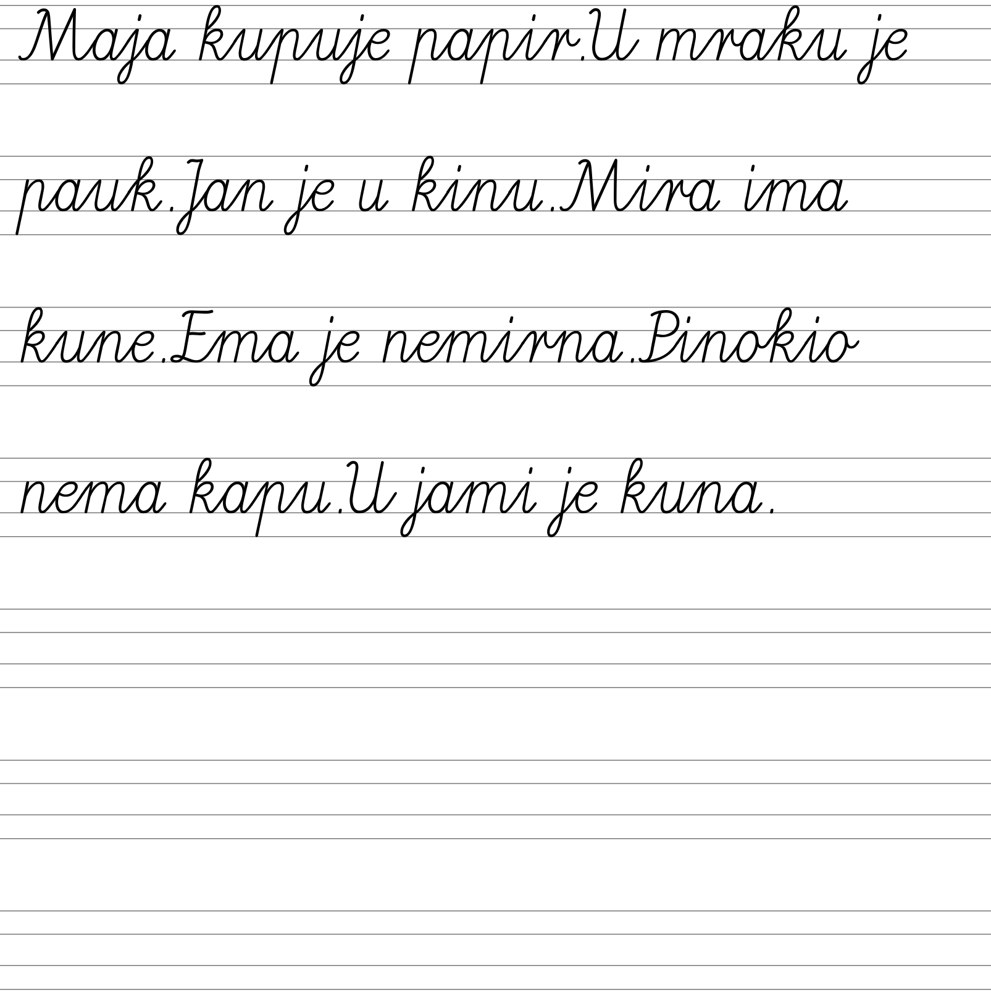 Maja kupuje papir.U mraku je
pauk.Jan je u kinu.Mira ima
kune.Ema je nemirna.Pinokio
nema kapu.U jami je kuna.